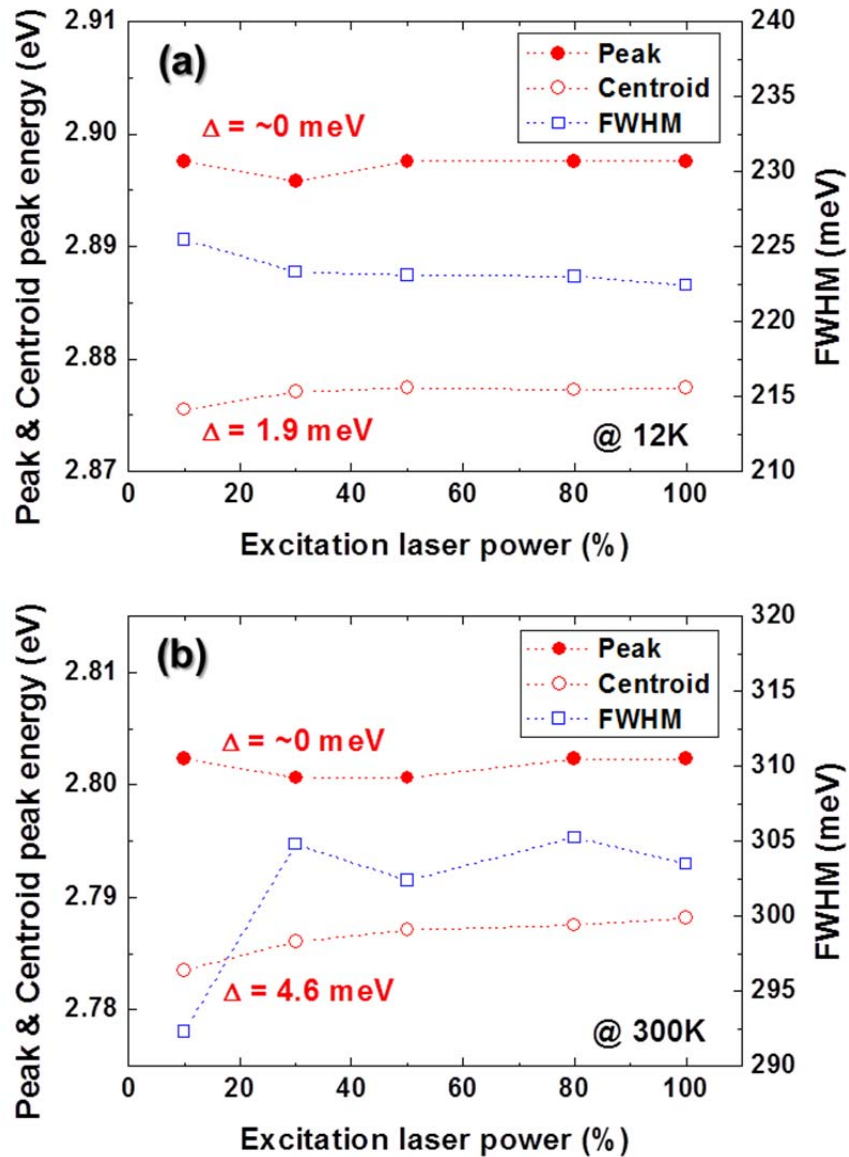 (a)
Peak
Centroid
FWHM
Δ = ~0 meV
Δ = 1.9 meV
@ 12K
Peak & Centroid peak energy (eV)
2.91
2.90
2.89
2.88
2.87
FWHM (meV)
240
235
230
225
220
215
210
0 20 40 60 80 100
Excitation laser power (%)
(b)
Peak
Centroid
FWHM
Δ = ~0 meV
Δ = 4.6 meV
@ 300K
Peak & Centroid peak energy (eV)
2.81
2.80
2.79
2.78
FWHM (meV)
320
315
310
305
300
295
290
0 20 40 60 80 100
Excitation laser power (%)